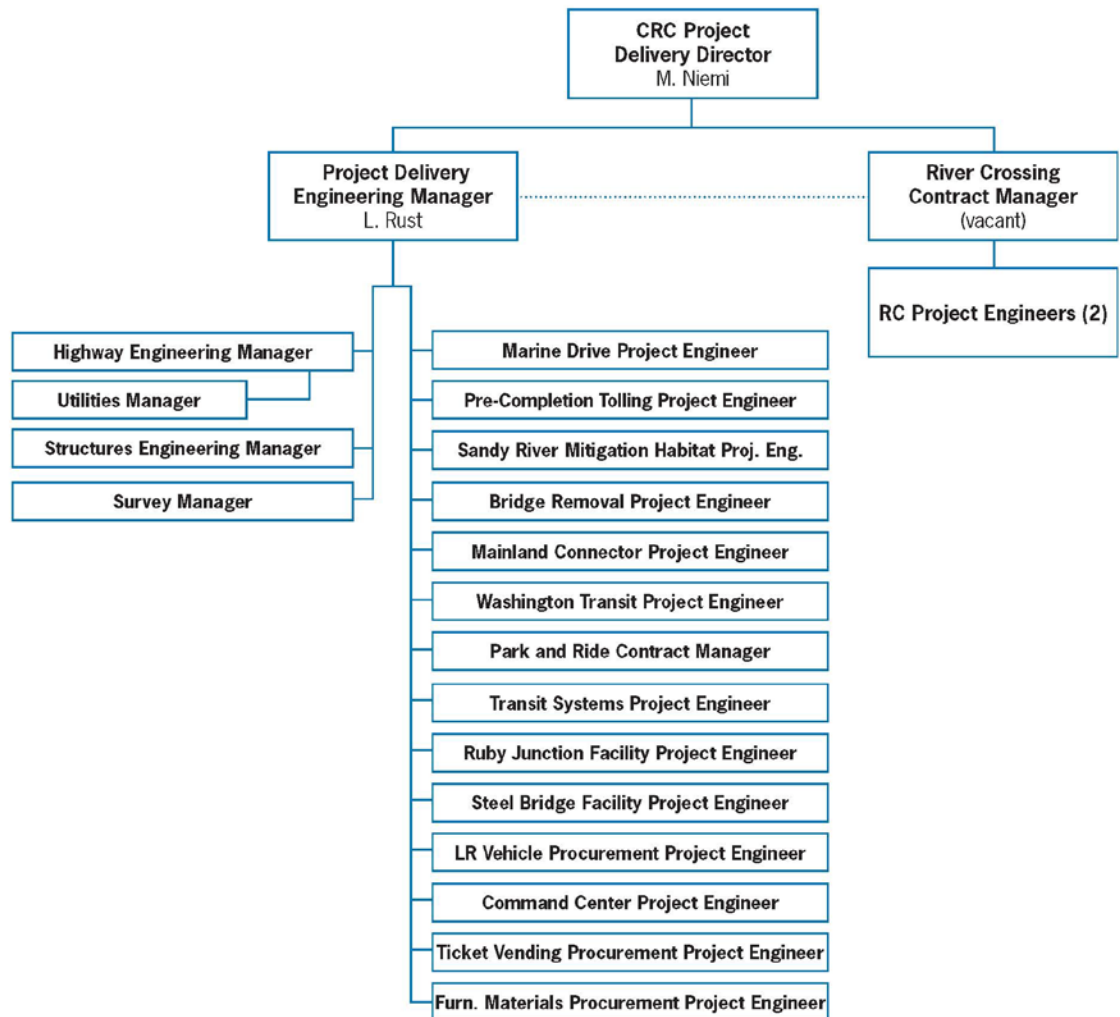 CRC Project
Delivery Director
M. Niemi
Project Delivery
Engineering Manager
L. Rust
River Crossing
Contract Manager
(vacant)
RC Project Engineers (2)
Highway Engineering Manager
Utilities Manager
Structures Engineering Manager
Survey Manager
Marine Drive Project Engineer
Pre-Completion Tolling Project Engineer
Sandy River Mitigation Habitat Proj. Eng.
Bridge Removal Project Engineer
Mainland Connector Project Engineer
Washington Transit Project Engineer
Park and Ride Contract Manager
Transit Systems Project Engineer
Ruby Junction Facility Project Engineer
Steel Bridge Facility Project Engineer
LR Vehicle Procurement Project Engineer
Command Center Project Engineer
Ticket Vending Procurement Project Engineer
Furn. Materials Procurement Project Engineer